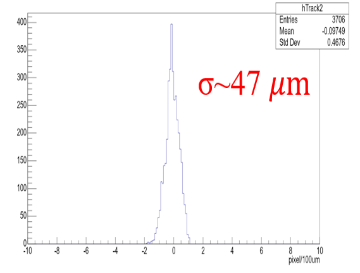 hTrack2
Entries 3706
Mean -0.09749
Std Dev 0.4676
400
350
300
250
200
150
100
50
0
σ~47 μm
-10 -8 -6 -4 -2 0 2 4 6 8 10
pixel/100um